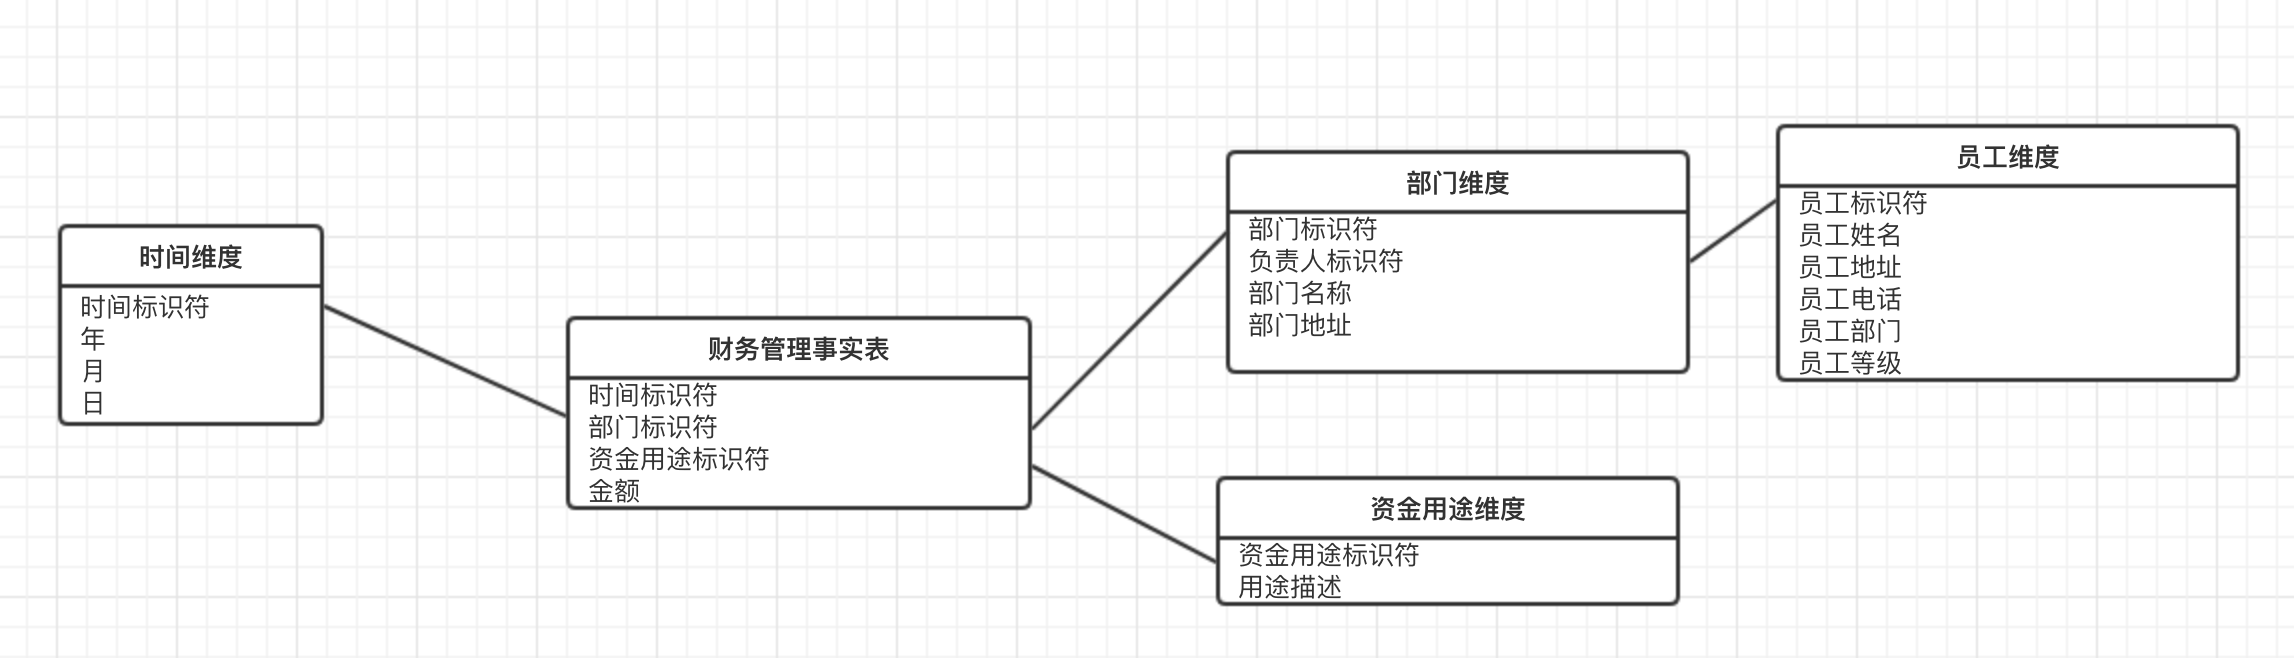 时间维度
时间标识符
年
月
日
财务管理事实表
时间标识符
部门标识符
资金用途标识符
金额
部门维度
部门标识符
负责人标识符
部门名称
部门地址
资金用途维度
资金用途标识符
用途描述
员工维度
员工标识符
员工姓名
员工地址
员工电话
员工部门
员工等级